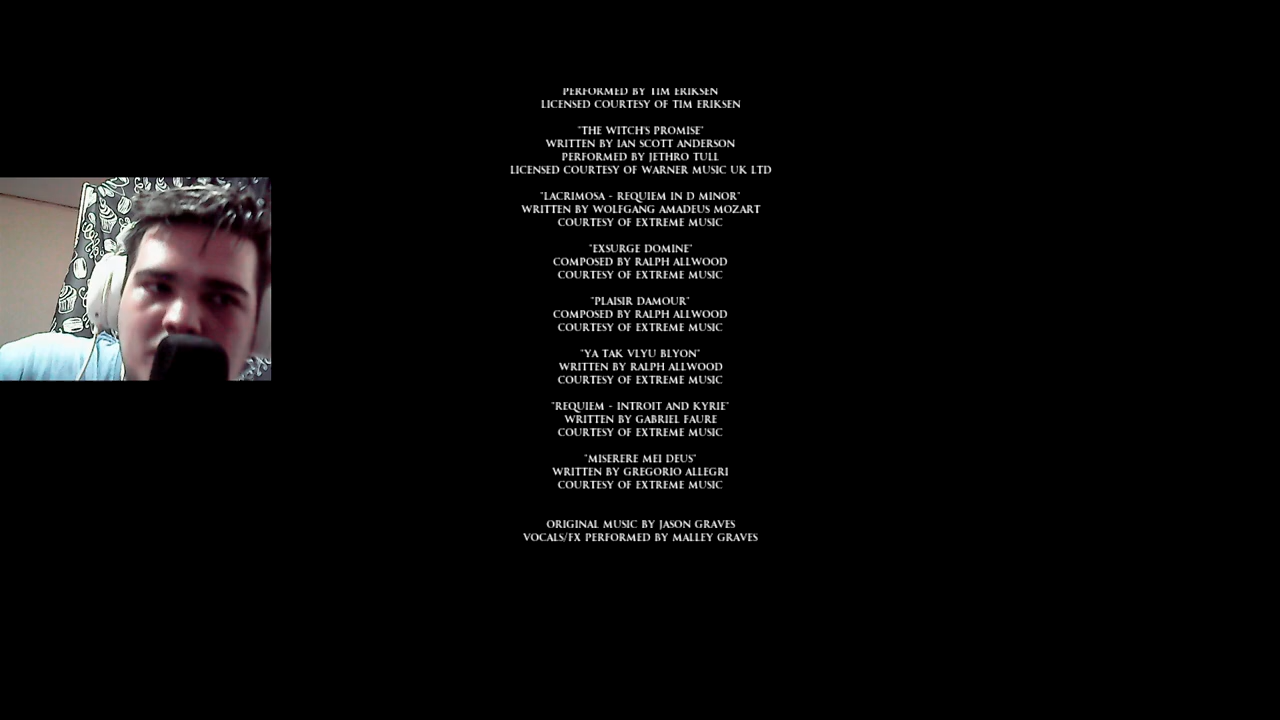 PERFORMED BY TIM ERIKSEN
LICENSED COURTESY OF TIM ERIKSEN
"THE WITCH'S PROMISE"
WRITTEN BY IAN SCOTT ANDERSON
PERFORMED BY JETHRO TULL
LICENSED COURTESY OF WARNER MUSIC UK LTD
"LACRIMOSA - REQUIEM IN D MINOR"
WRITTEN BY WOLFGANG AMADEUS MOZART
COURTESY OF EXTREME MUSIC
"EXSURGE DOMINE"
COMPOSED BY RALPH ALLWOOD
COURTESY OF EXTREME MUSIC
"PLAISIR DAMOUR"
COMPOSED BY RALPH ALLWOOD
COURTESY OF EXTREME MUSIC
"YA TAK VLYU BLYON"
WRITTEN BY RALPH ALLWOOD
COURTESY OF EXTREME MUSIC
"REQUIEM - INTROIT AND KYRIE"
WRITTEN BY GABRIEL FAURE
COURTESY OF EXTREME MUSIC
"MISERERE MEI DEUS"
WRITTEN BY GREGORIO ALLEGRI
COURTESY OF EXTREME MUSIC
ORIGINAL MUSIC BY JASON GRAVES
VOCALS/FX PERFORMED BY MALLEY GRAVES